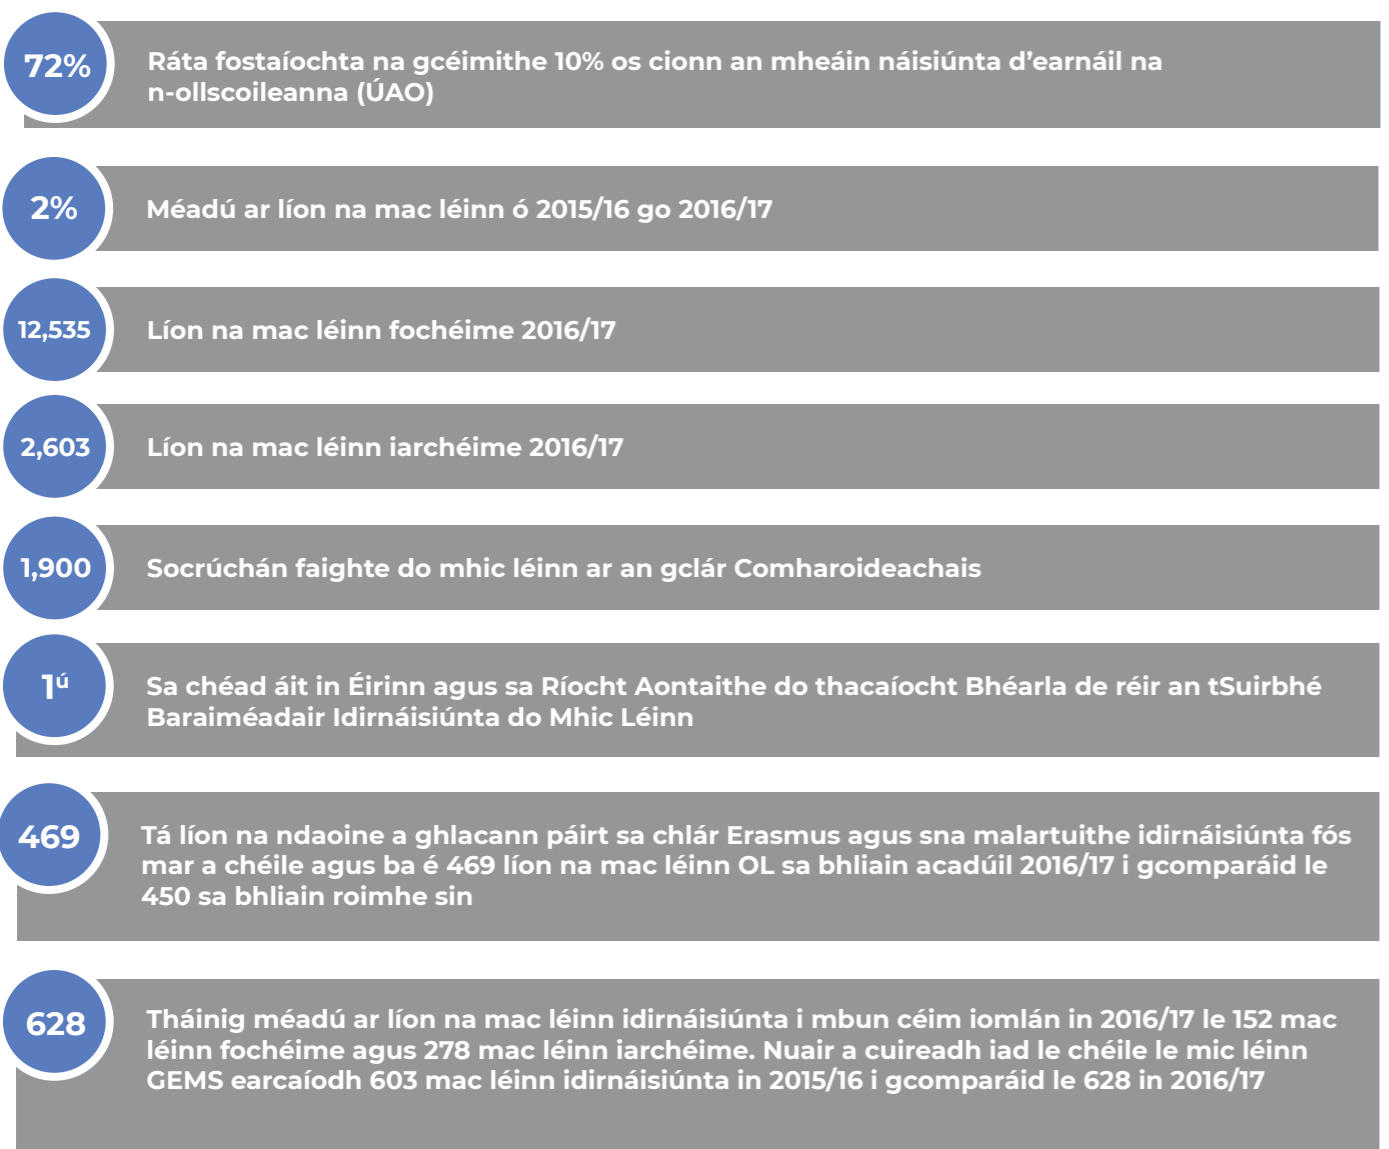 72%
Ráta fostaíochta na gcéimithe 10% os cionn an mheáin náisiúnta d’earnáil na
n-ollscoileanna (ÚAO)
2%
Méadú ar líon na mac léinn ó 2015/16 go 2016/17
12,535
Líon na mac léinn fochéime 2016/17
2,603
Líon na mac léinn iarchéime 2016/17
1,900
Socrúchán faighte do mhic léinn ar an gclár Comharoideachais
1ú
Sa chéad áit in Éirinn agus sa Ríocht Aontaithe do thacaíocht Bhéarla de réir an tSuirbhé
Baraiméadair Idirnáisiúnta do Mhic Léinn
469
Tá líon na ndaoine a ghlacann páirt sa chlár Erasmus agus sna malartuithe idirnáisiúnta fós
mar a chéile agus ba é 469 líon na mac léinn OL sa bhliain acadúil 2016/17 i gcomparáid le
450 sa bhliain roimhe sin
628
Tháinig méadú ar líon na mac léinn idirnáisiúnta i mbun céim iomlán in 2016/17 le 152 mac
léinn fochéime agus 278 mac léinn iarchéime. Nuair a cuireadh iad le chéile le mic léinn
GEMS earcaíodh 603 mac léinn idirnáisiúnta in 2015/16 i gcomparáid le 628 in 2016/17